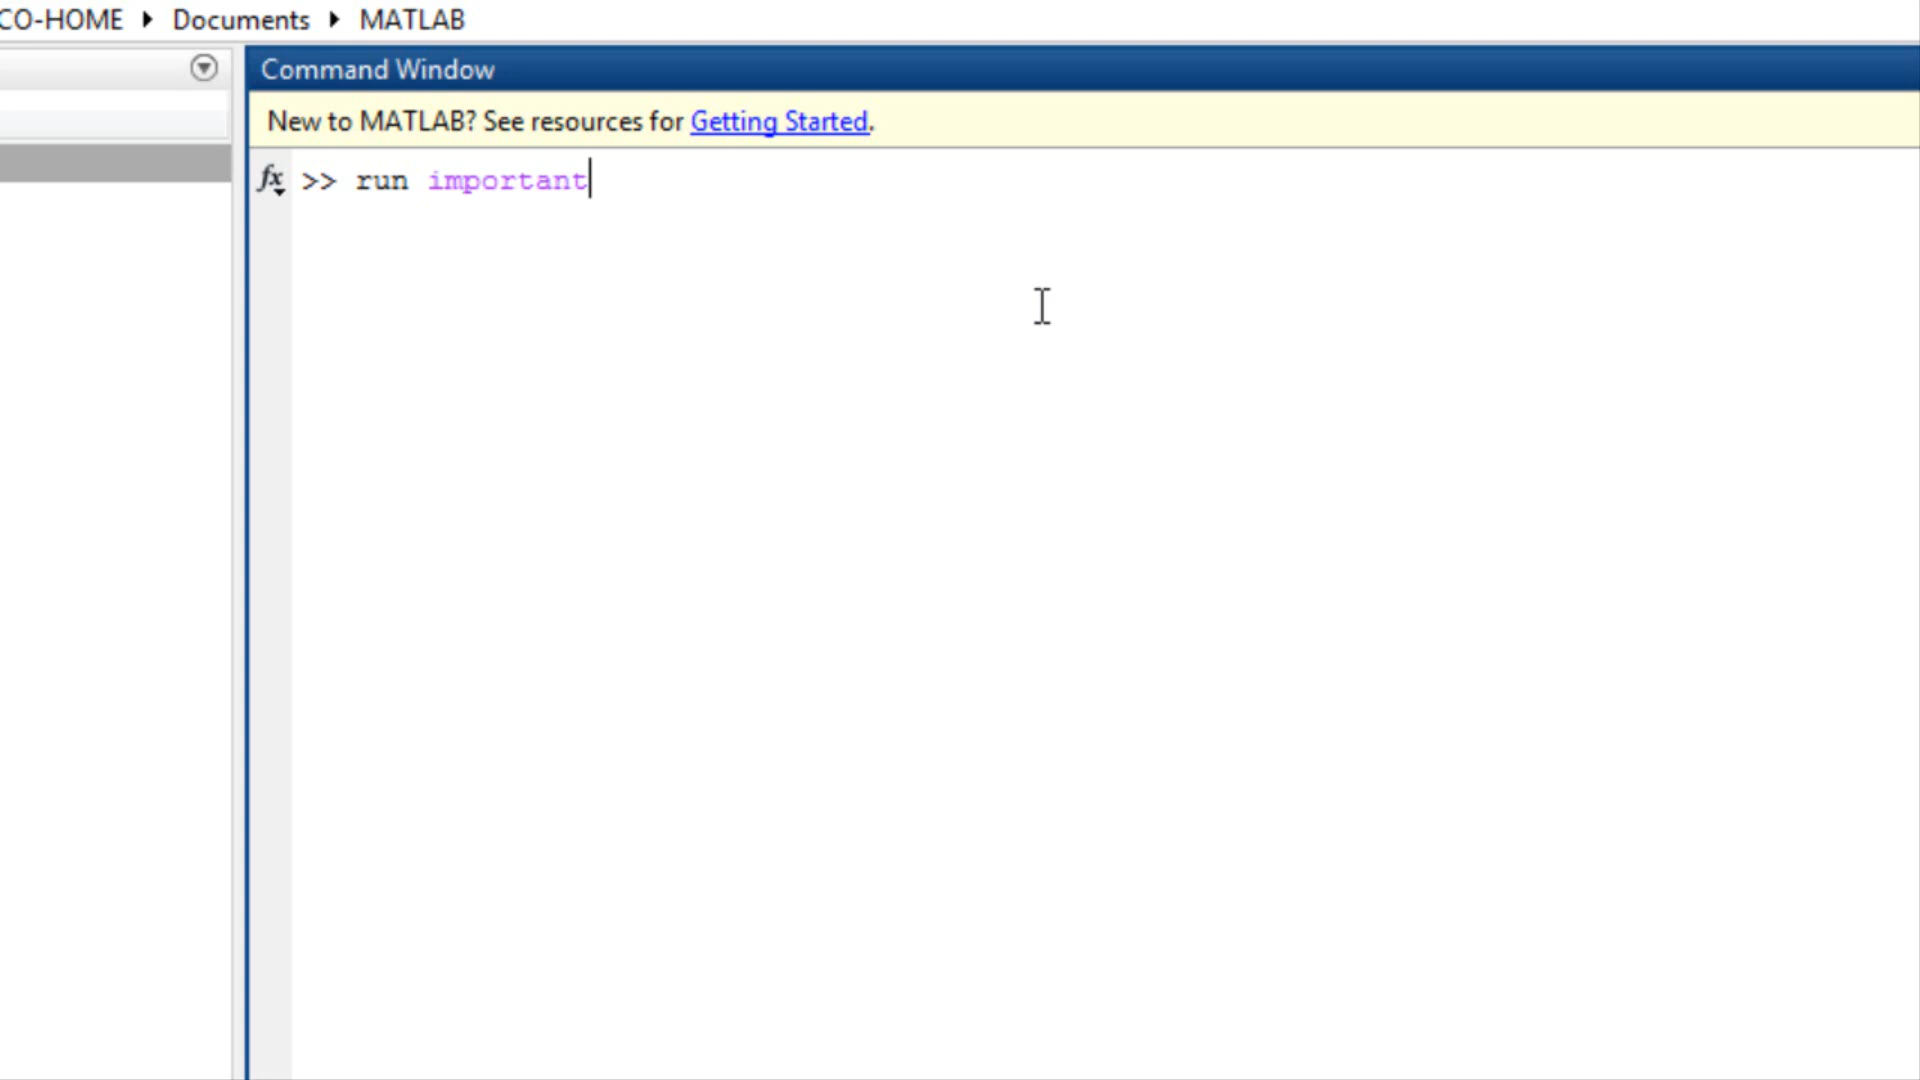 CO-HOME ▸ Documents ▸ MATLAB
Command Window
New to MATLAB? See resources for Getting Started.
fx >> run important